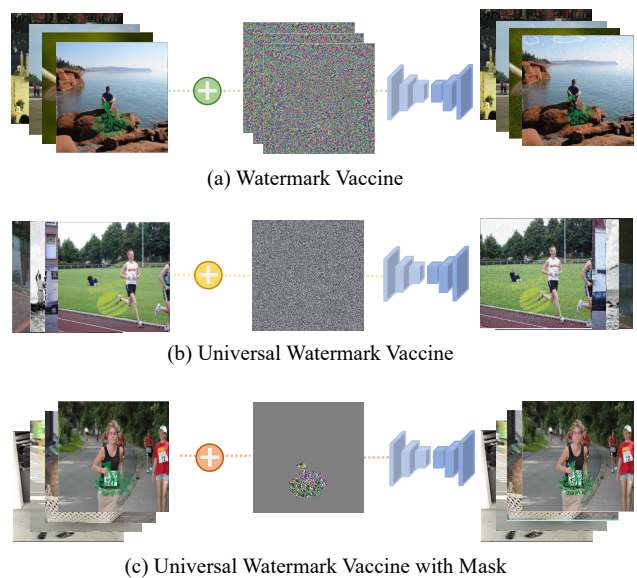 (a) Watermark Vaccine
(b) Universal Watermark Vaccine
(c) Universal Watermark Vaccine with Mask